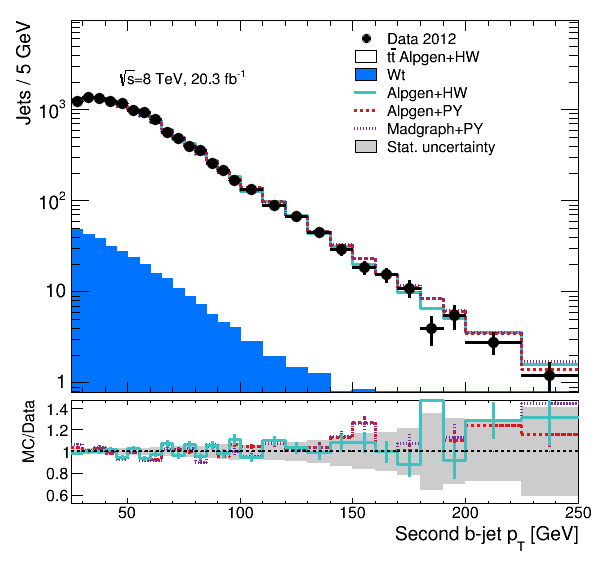 Jets / 5 GeV
Data 2012
tt̄ Alpgen+HW
Wt
Alpgen+HW
Alpgen+PY
Madgraph+PY
Stat. uncertainty
√s=8 TeV, 20.3 fb⁻¹
10³
10²
10
1
MC/Data
1.4
1.2
1
0.8
0.6
50 100 150 200 250
Second b-jet p_T [GeV]